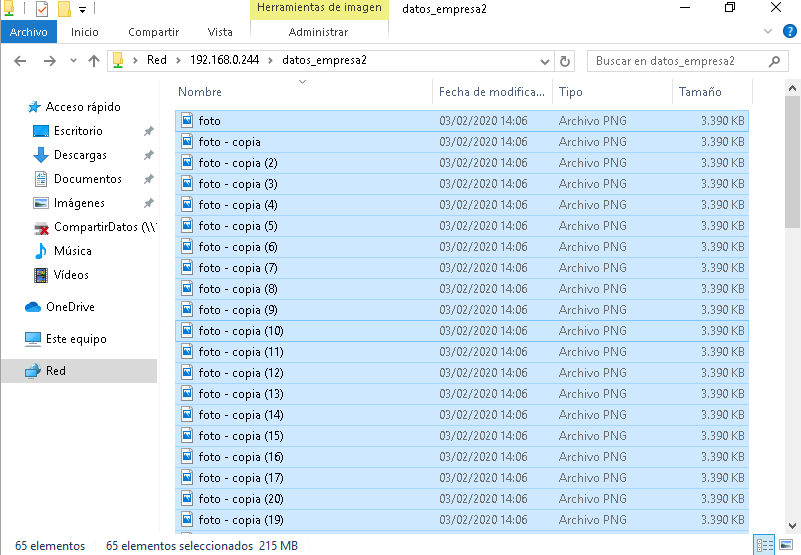 Herramientas de imagen
datos_empresa2
Archivo Inicio Compartir Vista Administrar
Red > 192.168.0.244 > datos_empresa2
Buscar en datos_empresa2
Acceso rápido
Escritorio
Descargas
Documentos
Imágenes
CompartirDatos (\\
Música
Vídeos
OneDrive
Este equipo
Red
Nombre Fecha de modifica... Tipo Tamaño
foto 03/02/2020 14:06 Archivo PNG 3.390 KB
foto - copia 03/02/2020 14:06 Archivo PNG 3.390 KB
foto - copia (2) 03/02/2020 14:06 Archivo PNG 3.390 KB
foto - copia (3) 03/02/2020 14:06 Archivo PNG 3.390 KB
foto - copia (4) 03/02/2020 14:06 Archivo PNG 3.390 KB
foto - copia (5) 03/02/2020 14:06 Archivo PNG 3.390 KB
foto - copia (6) 03/02/2020 14:06 Archivo PNG 3.390 KB
foto - copia (7) 03/02/2020 14:06 Archivo PNG 3.390 KB
foto - copia (8) 03/02/2020 14:06 Archivo PNG 3.390 KB
foto - copia (9) 03/02/2020 14:06 Archivo PNG 3.390 KB
foto - copia (10) 03/02/2020 14:06 Archivo PNG 3.390 KB
foto - copia (11) 03/02/2020 14:06 Archivo PNG 3.390 KB
foto - copia (12) 03/02/2020 14:06 Archivo PNG 3.390 KB
foto - copia (13) 03/02/2020 14:06 Archivo PNG 3.390 KB
foto - copia (14) 03/02/2020 14:06 Archivo PNG 3.390 KB
foto - copia (15) 03/02/2020 14:06 Archivo PNG 3.390 KB
foto - copia (16) 03/02/2020 14:06 Archivo PNG 3.390 KB
foto - copia (17) 03/02/2020 14:06 Archivo PNG 3.390 KB
foto - copia (20) 03/02/2020 14:06 Archivo PNG 3.390 KB
foto - copia (19) 03/02/2020 14:06 Archivo PNG 3.390 KB
65 elementos 65 elementos seleccionados 215 MB